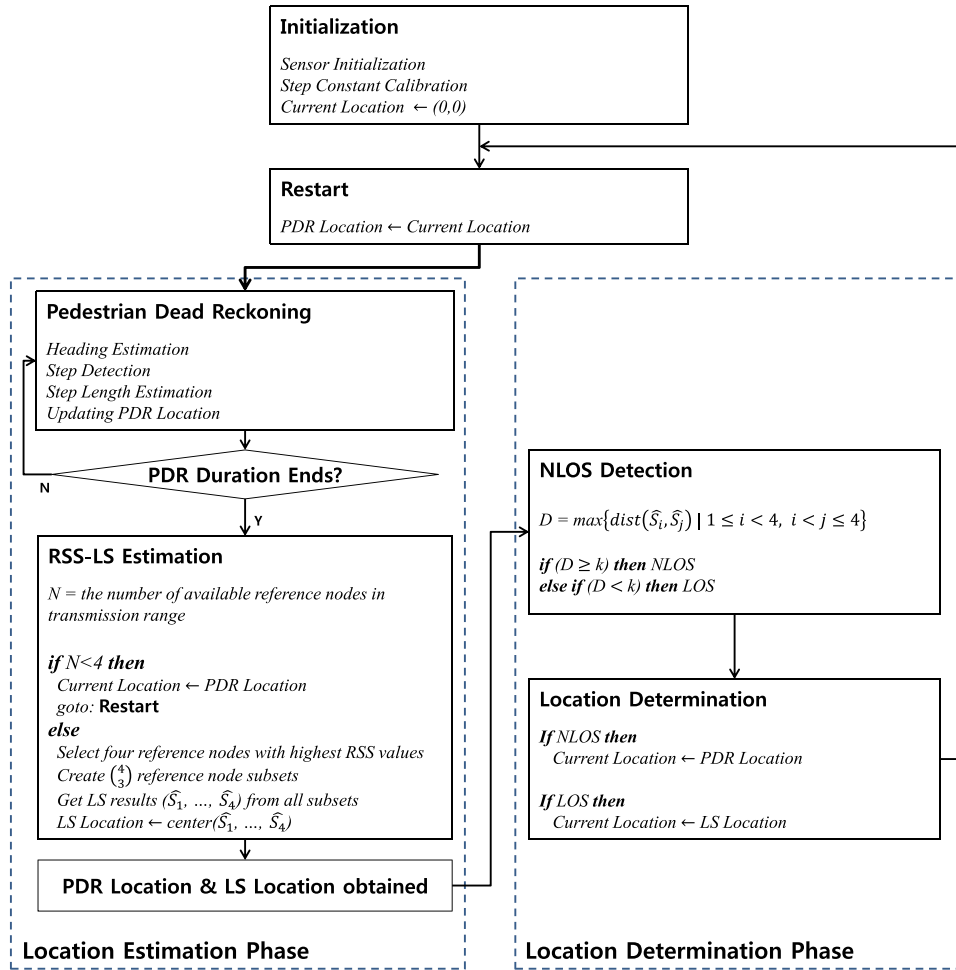 Initialization
Sensor Initialization
Step Constant Calibration
Current Location ← (0,0)
Restart
PDR Location ← Current Location
Pedestrian Dead Reckoning
Heading Estimation
Step Detection
Step Length Estimation
Updating PDR Location
PDR Duration Ends?
N
Y
RSS-LS Estimation
N = the number of available reference nodes in
transmission range
if N<4 then
Current Location ← PDR Location
goto: Restart
else
Select four reference nodes with highest RSS values
Create (4 3) reference node subsets
Get LS results (Ŝ₁, ..., Ŝ₄) from all subsets
LS Location ← center(Ŝ₁, ..., Ŝ₄)
PDR Location & LS Location obtained
Location Estimation Phase
NLOS Detection
D = max{dist(Ŝᵢ, Ŝⱼ) | 1 ≤ i < 4, i < j ≤ 4}
if (D ≥ k) then NLOS
else if (D < k) then LOS
Location Determination
If NLOS then
Current Location ← PDR Location
If LOS then
Current Location ← LS Location
Location Determination Phase